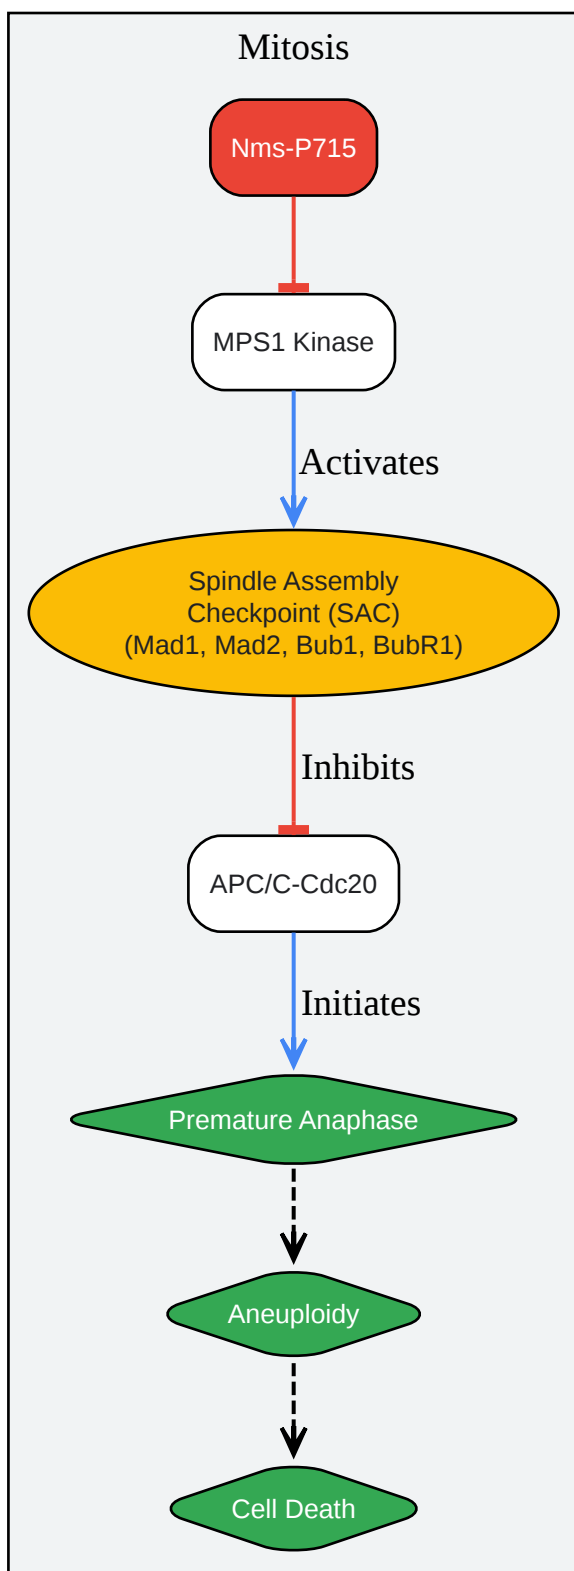 Mitosis
Nms-P715
MPS1 Kinase
Activates
Spindle Assembly
Checkpoint (SAC)
(Mad1, Mad2, Bub1, BubR1)
Inhibits
APC/C-Cdc20
Initiates
Premature Anaphase
Aneuploidy
Cell Death